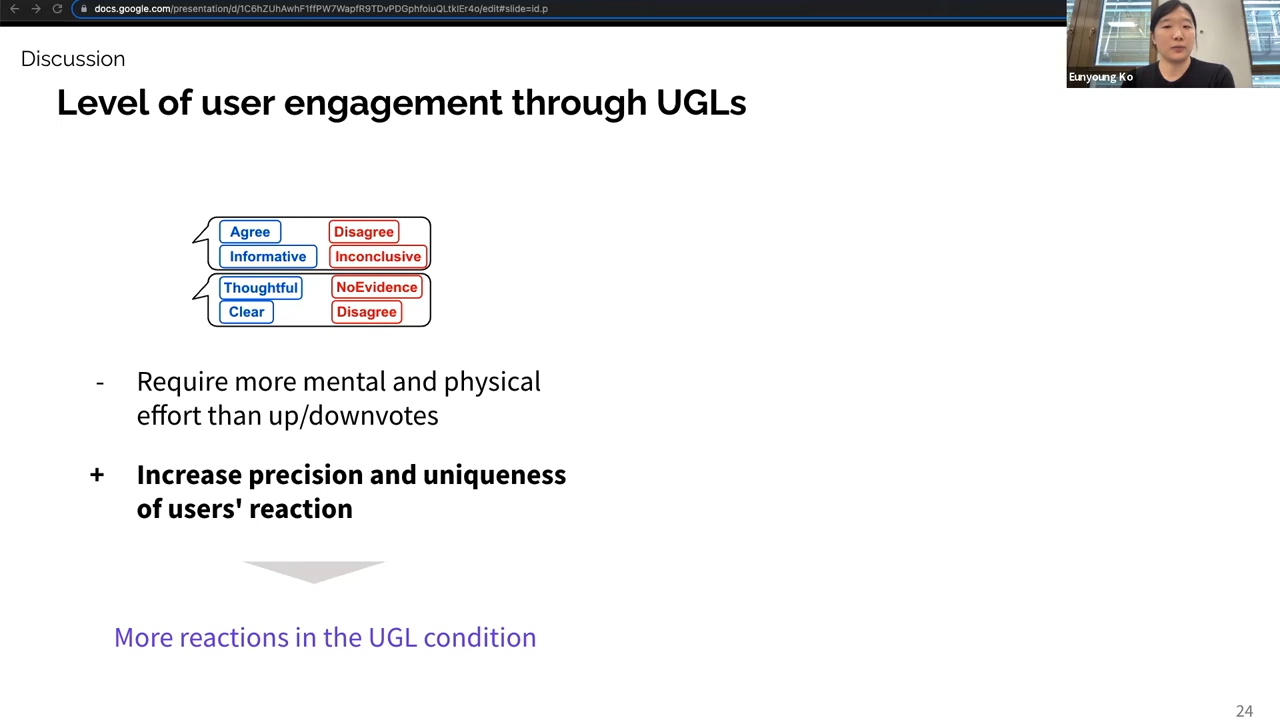 docs.google.com/presentation/d/1C6hZUhAwhF1ffPW7WapfR9TDvPDGphfoiuQLtkIEr4o/edit#slide=id.p
Eunyoung Ko
Discussion
Level of user engagement through UGLs
Agree Disagree
Informative Inconclusive
Thoughtful NoEvidence
Clear Disagree
- Require more mental and physical
effort than up/downvotes
+ Increase precision and uniqueness
of users' reaction
More reactions in the UGL condition
24